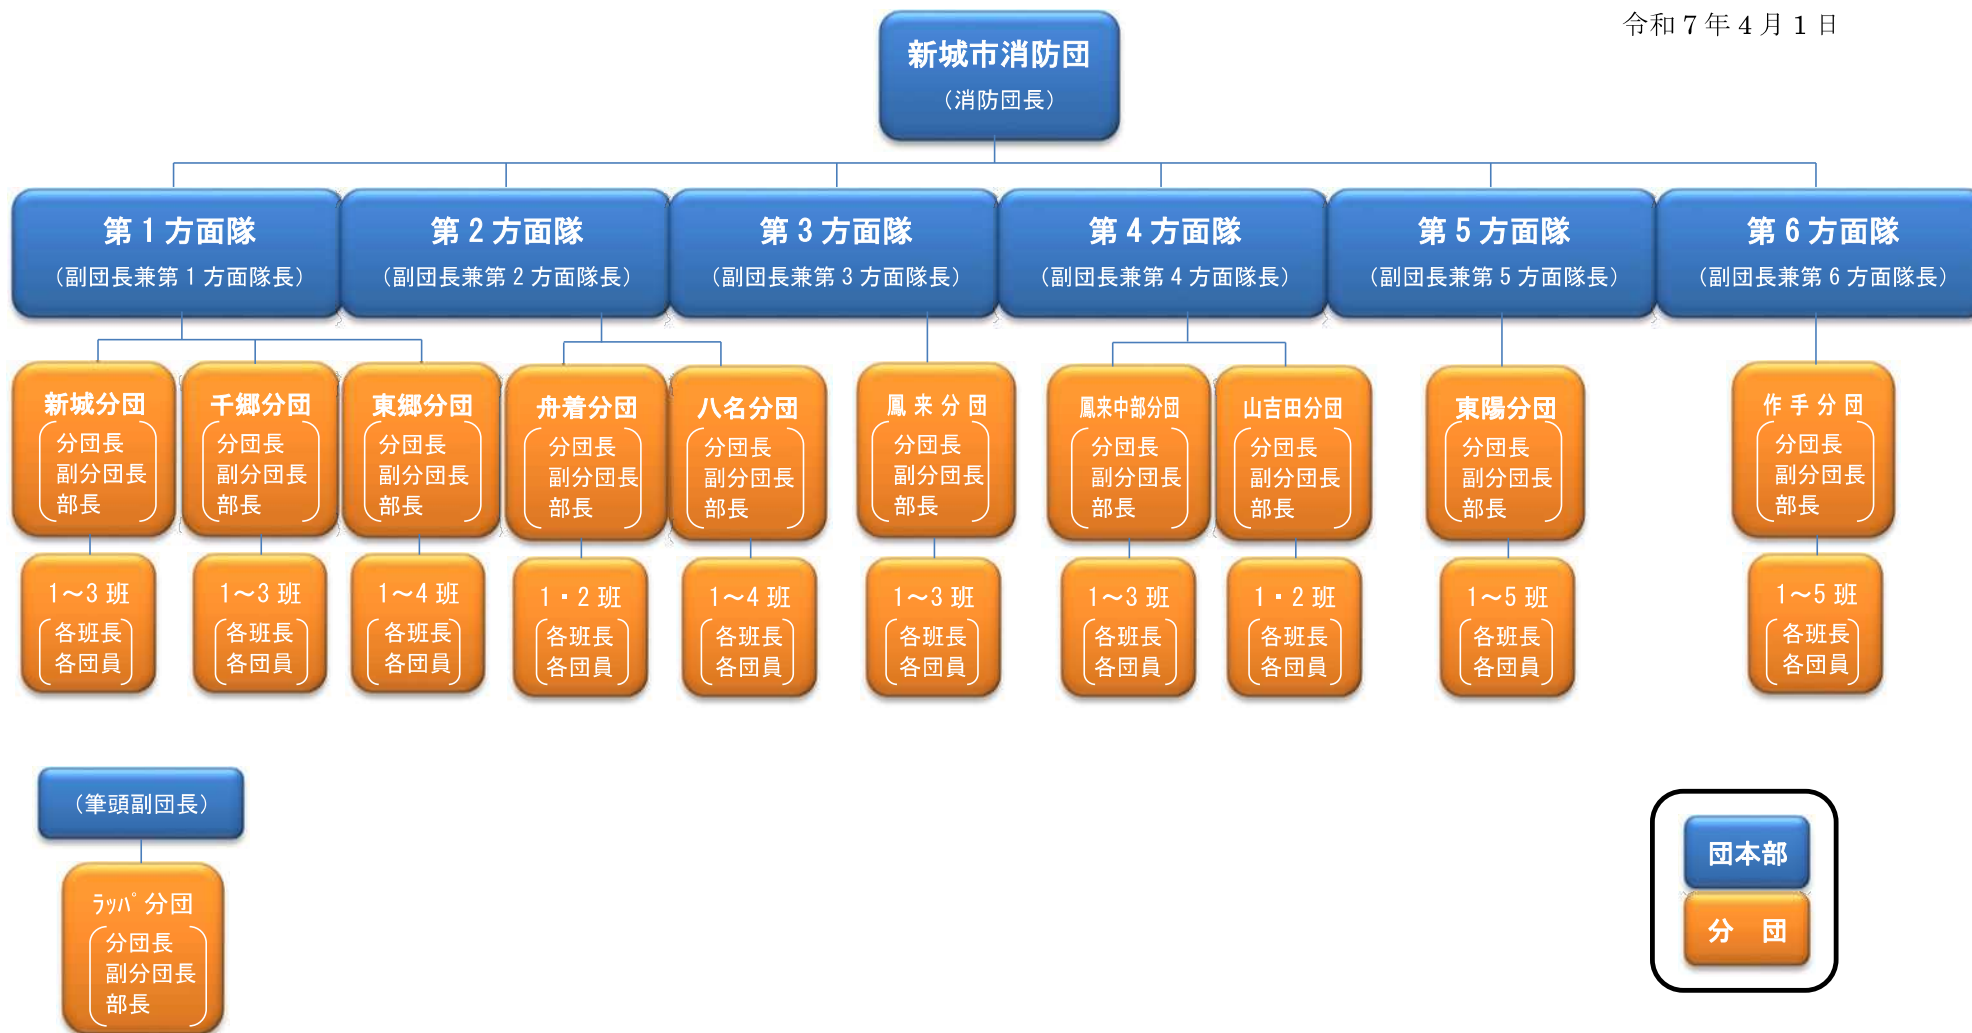 令和７年４月１日
新城市消防団
（消防団長）
第１方面隊
（副団長兼第１方面隊長）
第２方面隊
（副団長兼第２方面隊長）
第３方面隊
（副団長兼第３方面隊長）
第４方面隊
（副団長兼第４方面隊長）
第５方面隊
（副団長兼第５方面隊長）
第６方面隊
（副団長兼第６方面隊長）
新城分団
分団長
副分団長
部長
千郷分団
分団長
副分団長
部長
東郷分団
分団長
副分団長
部長
舟着分団
分団長
副分団長
部長
八名分団
分団長
副分団長
部長
鳳来分団
分団長
副分団長
部長
鳳来中部分団
分団長
副分団長
部長
山吉田分団
分団長
副分団長
部長
東陽分団
分団長
副分団長
部長
作手分団
分団長
副分団長
部長
1～3 班
各班長
各団員
1～3 班
各班長
各団員
1～4 班
各班長
各団員
1・2 班
各班長
各団員
1～4 班
各班長
各団員
1～3 班
各班長
各団員
1～3 班
各班長
各団員
1・2 班
各班長
各団員
1～5 班
各班長
各団員
1～5 班
各班長
各団員
（筆頭副団長）
ﾗｯﾊﾟ分団
分団長
副分団長
部長
団本部
分　団